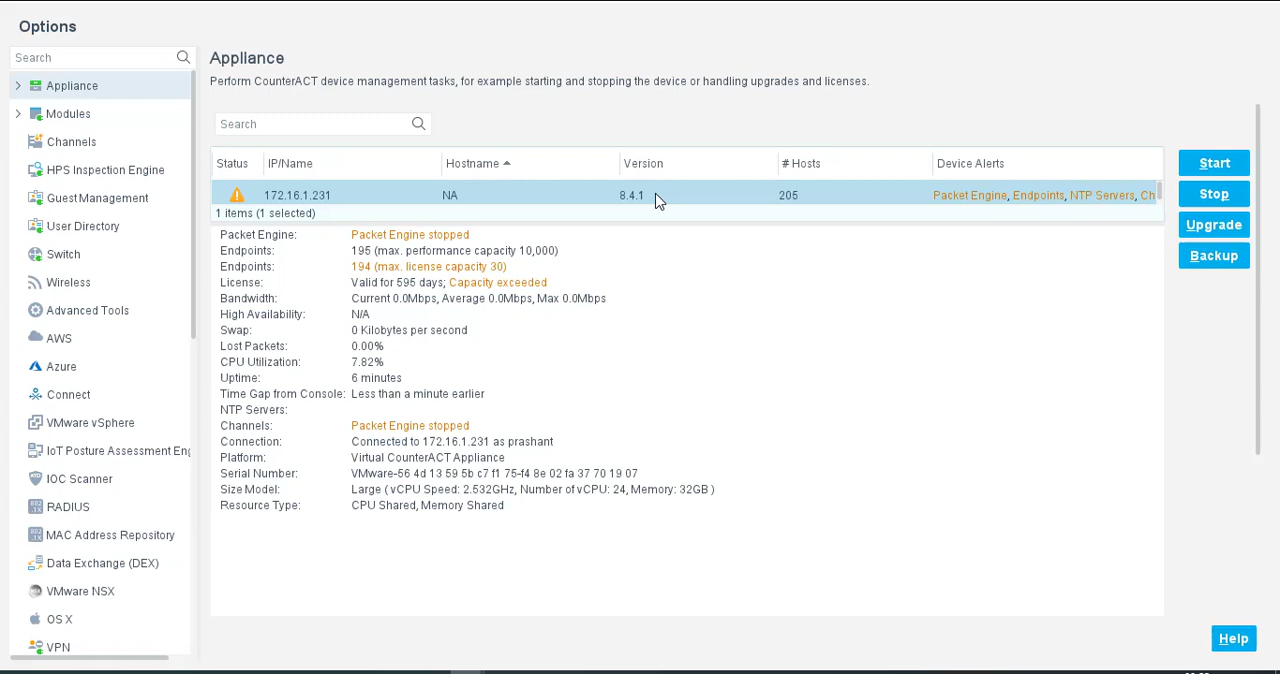 Options
Search
Appliance
Modules
Channels
HPS Inspection Engine
Guest Management
User Directory
Switch
Wireless
Advanced Tools
AWS
Azure
Connect
VMware vSphere
IoT Posture Assessment Eng
IOC Scanner
RADIUS
MAC Address Repository
Data Exchange (DEX)
VMware NSX
OS X
VPN
Appliance
Perform CounterACT device management tasks, for example starting and stopping the device or handling upgrades and licenses.
Search
Status IP/Name Hostname # Version # Hosts Device Alerts
172.16.1.231 NA 8.4.1 205 Packet Engine, Endpoints, NTP Servers, Ch
1 items (1 selected)
Packet Engine: Packet Engine stopped
Endpoints: 195 (max. performance capacity 10,000)
Endpoints: 194 (max. license capacity 30)
License: Valid for 595 days; Capacity exceeded
Bandwidth: Current 0.0Mbps, Average 0.0Mbps, Max 0.0Mbps
High Availability: N/A
Swap: 0 Kilobytes per second
Lost Packets: 0.00%
CPU Utilization: 7.82%
Uptime: 6 minutes
Time Gap from Console: Less than a minute earlier
NTP Servers:
Channels: Packet Engine stopped
Connection: Connected to 172.16.1.231 as prashant
Platform: Virtual CounterACT Appliance
Serial Number: VMware-56 4d 13 59 5b c7 f1 75-f4 8e 02 fa 37 70 19 07
Size Model: Large ( vCPU Speed: 2.532GHz, Number of vCPU: 24, Memory: 32GB )
Resource Type: CPU Shared, Memory Shared
Start
Stop
Upgrade
Backup
Help